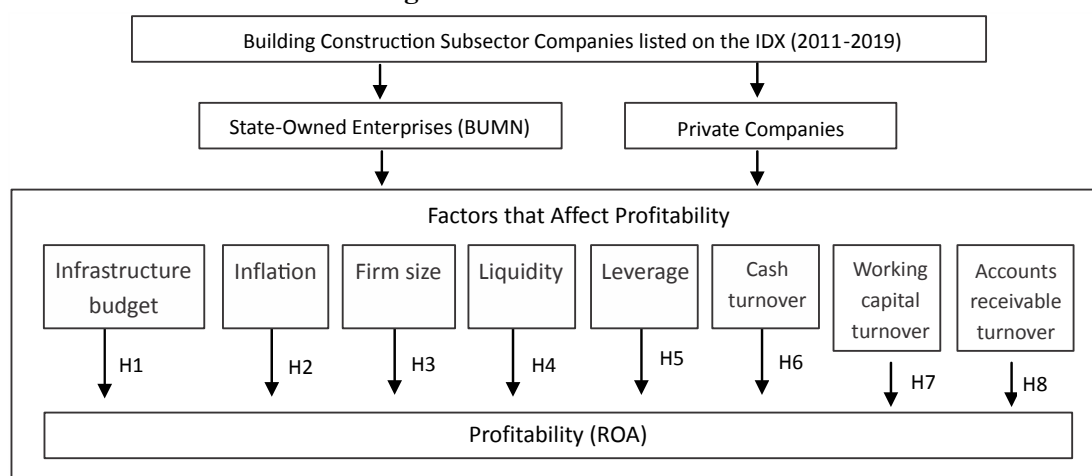 Building Construction Subsector Companies listed on the IDX (2011-2019)
State-Owned Enterprises (BUMN)
Private Companies
Factors that Affect Profitability
Infrastructure
budget
Inflation
Firm size
Liquidity
Leverage
Cash
turnover
Working
capital
turnover
Accounts
receivable
turnover
H1
H2
H3
H4
H5
H6
H7
H8
Profitability (ROA)